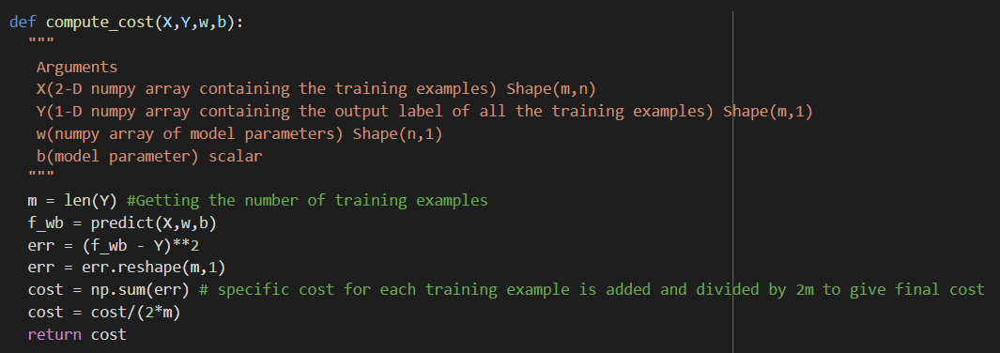 def compute_cost(X,Y,w,b):
"""
Arguments
X(2-D numpy array containing the training examples) Shape(m,n)
Y(1-D numpy array containing the output label of all the training examples) Shape(m,1)
w(numpy array of model parameters) Shape(n,1)
b(model parameter) scalar
"""
m = len(Y) #Getting the number of training examples
f_wb = predict(X,w,b)
err = (f_wb - Y)**2
err = err.reshape(m,1)
cost = np.sum(err) # specific cost for each training example is added and divided by 2m to give final cost
cost = cost/(2*m)
return cost